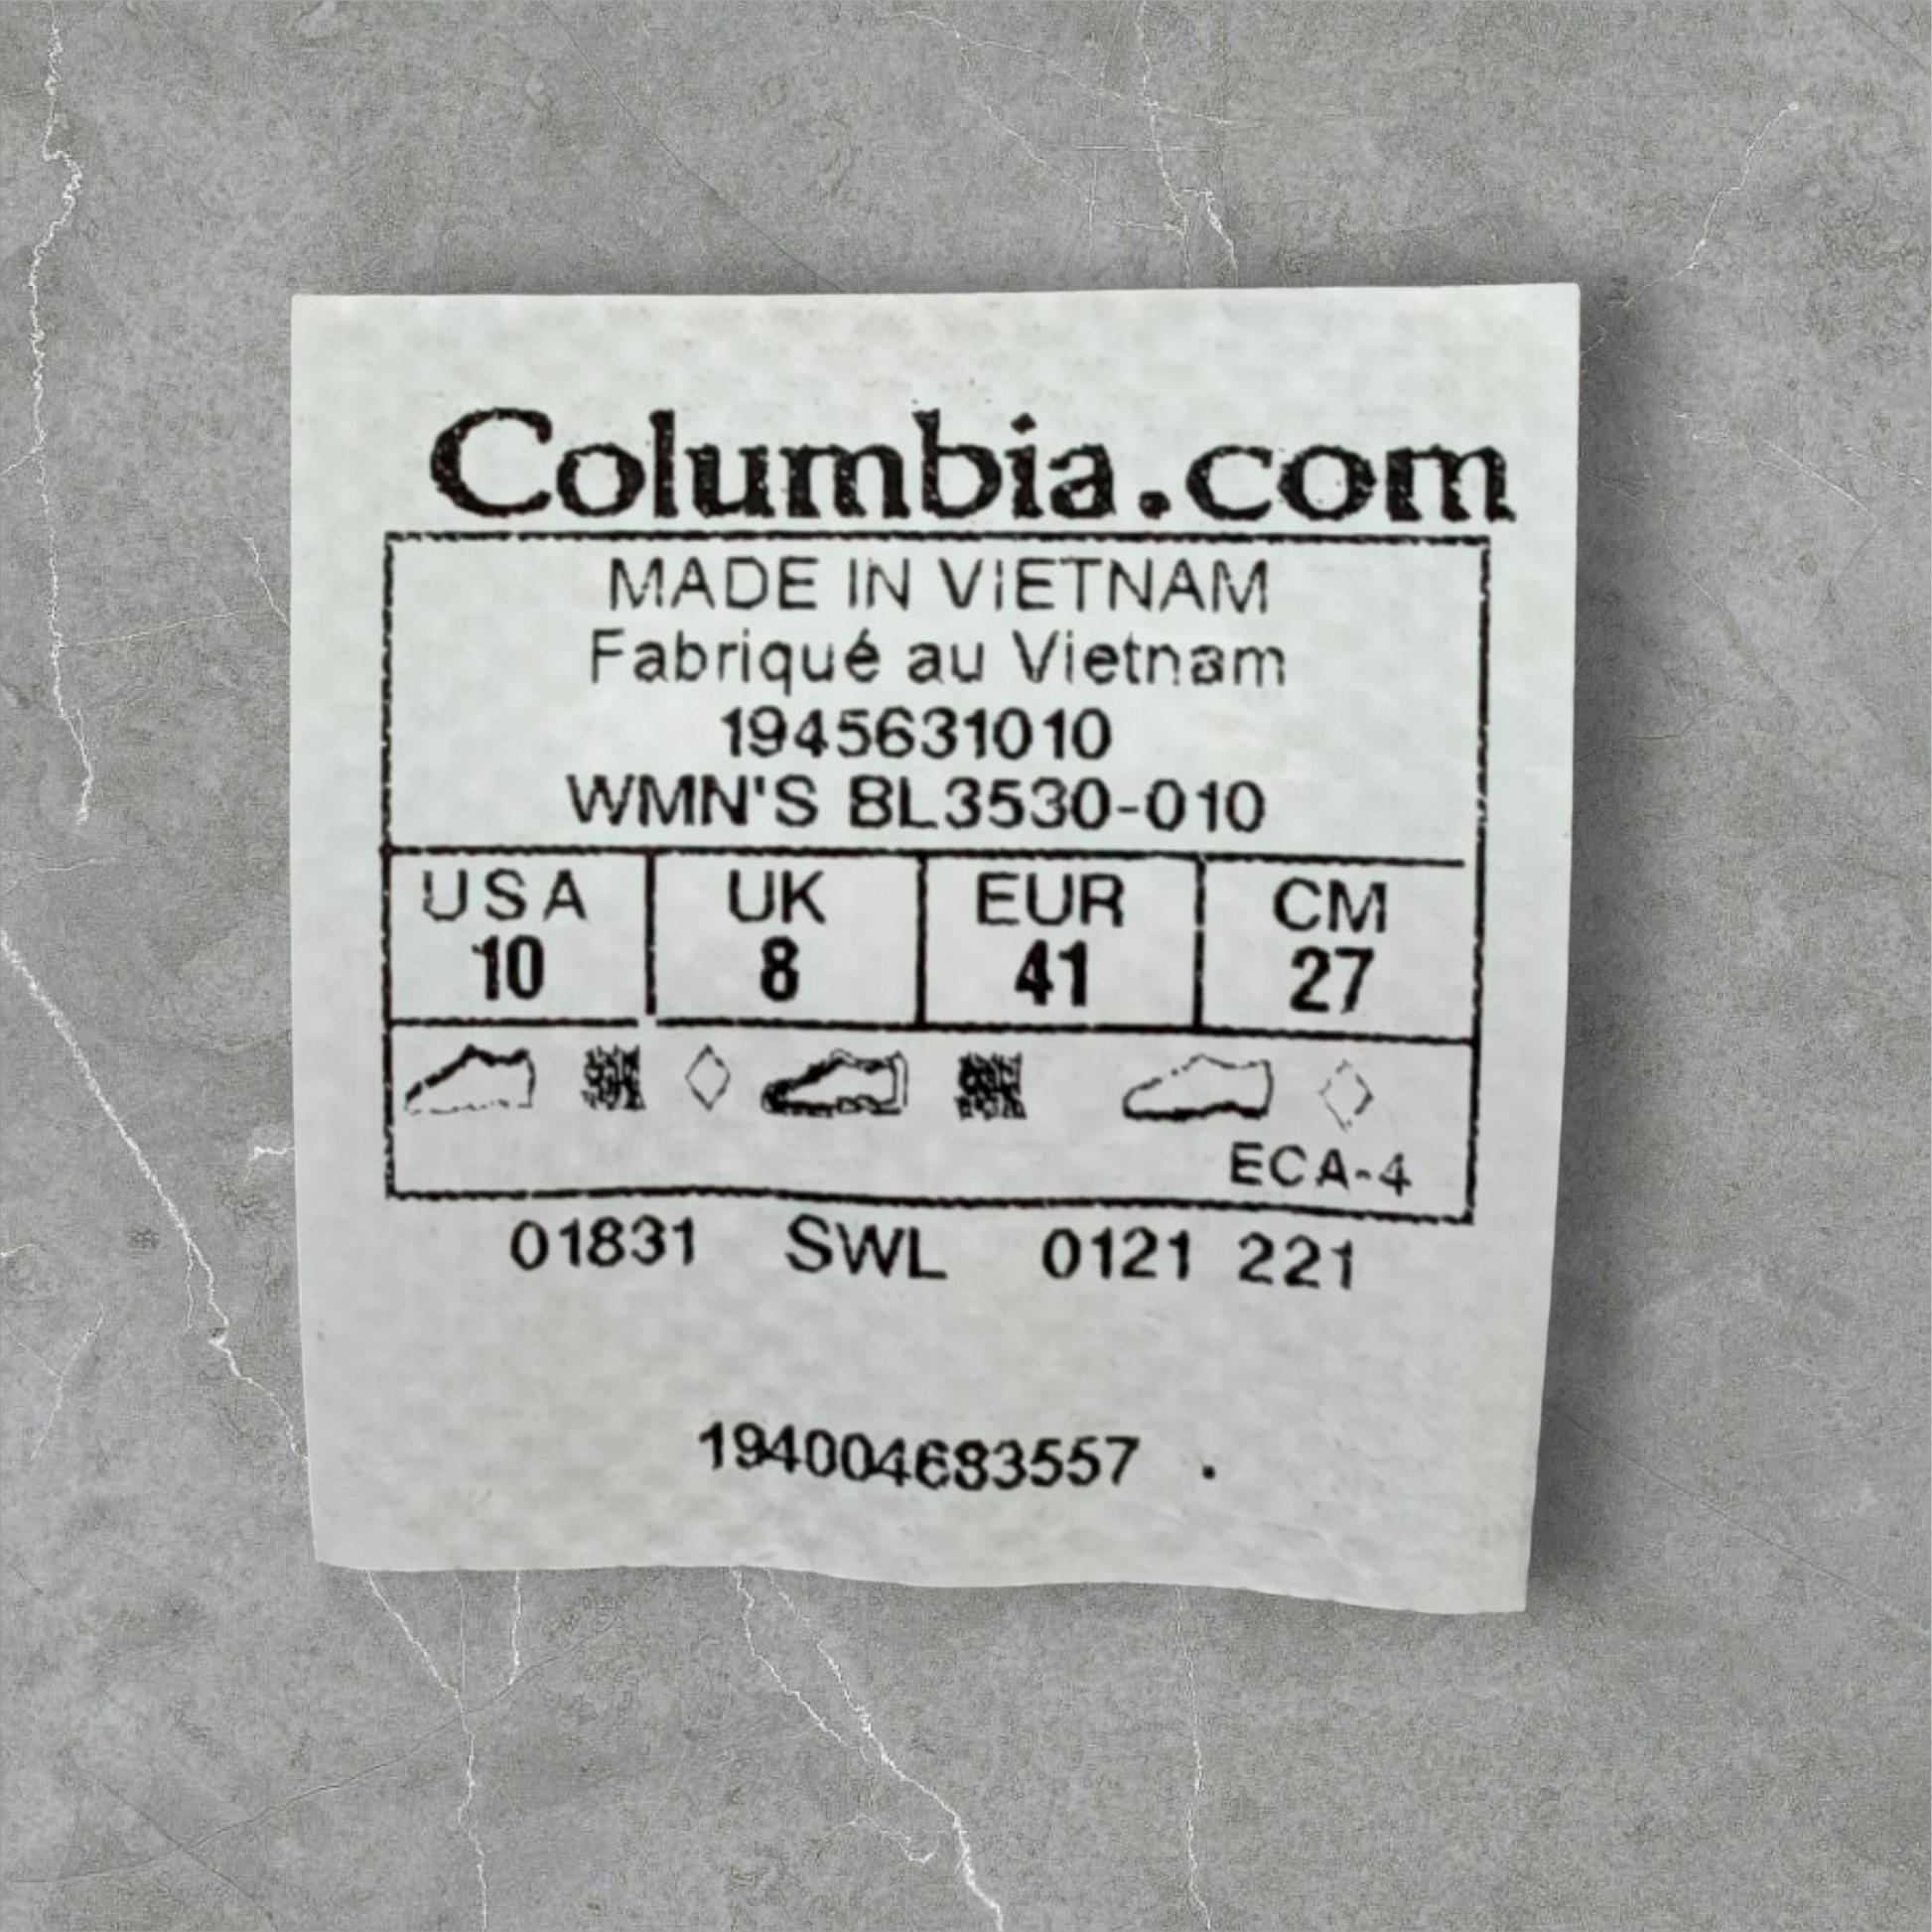 Columbia.com
MADE IN VIETNAM
Fabriqué au Vietnam
1945631010
WMN'S BL3530-010
USA UK EUR CM
10 8 41 27
ECA-4
01831 SWL 0121 221
194004683557 .